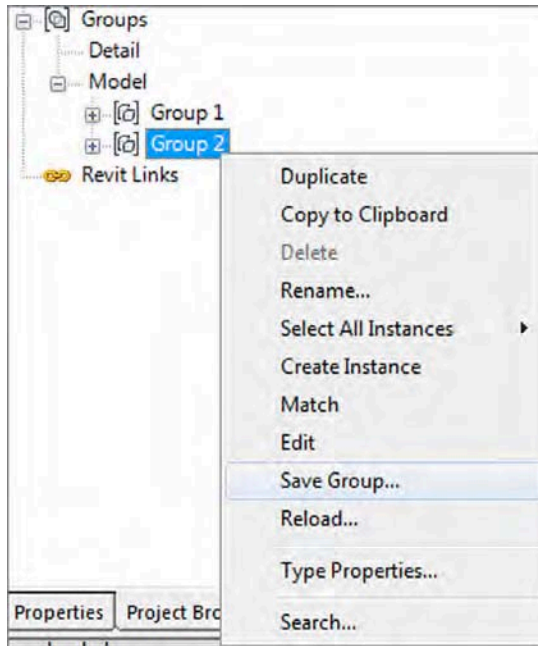 Groups
Detail
Model
Group 1
Group 2
Revit Links
Duplicate
Copy to Clipboard
Delete
Rename...
Select All Instances
Create Instance
Match
Edit
Save Group...
Reload...
Type Properties...
Search...
Properties Project Bro